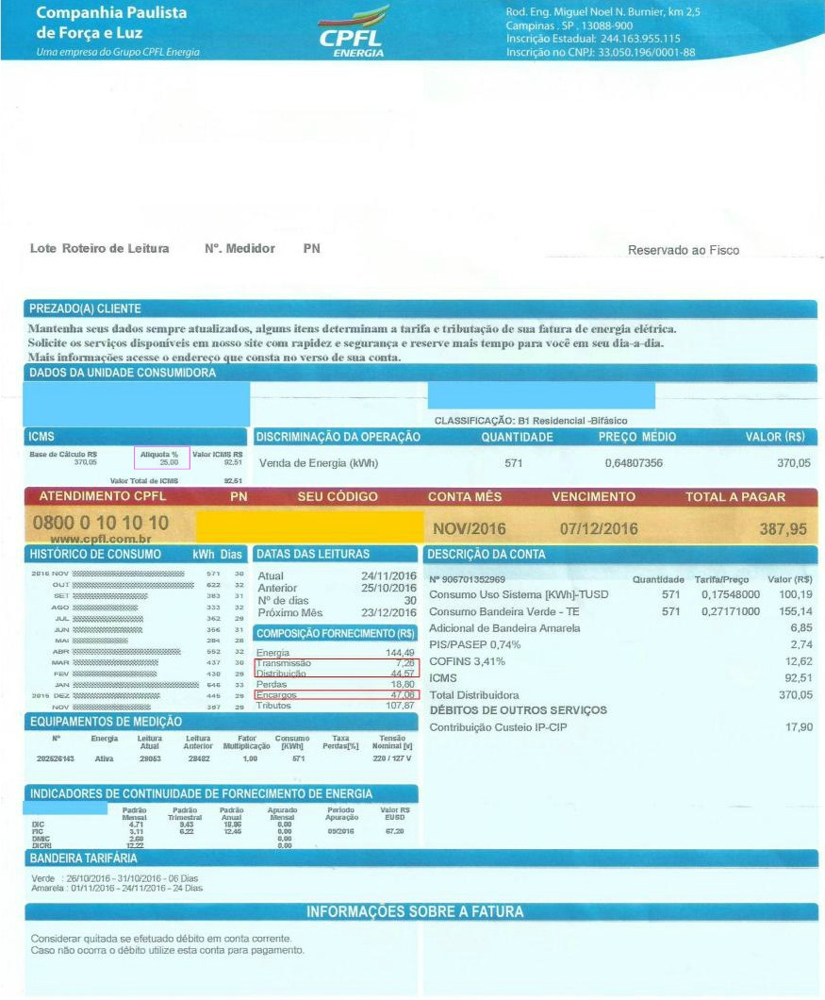 Companhia Paulista
de Força e Luz
Uma empresa do Grupo CPFL Energia
CPFL
ENERGIA
Rod. Eng. Miguel Noel N. Burnier, km 2,5
Campinas . SP . 13088-900
Inscrição Estadual: 244.163.955.115
Inscrição no CNPJ: 33.050.196/0001-88
Lote Roteiro de Leitura Nº. Medidor PN
Reservado ao Fisco
PREZADO(A) CLIENTE
Mantenha seus dados sempre atualizados, alguns itens determinam a tarifa e tributação de sua fatura de energia elétrica.
Solicite os serviços disponíveis em nosso site com rapidez e segurança e reserve mais tempo para você em seu dia-a-dia.
Mais informações acesse o endereço que consta no verso de sua conta.
DADOS DA UNIDADE CONSUMIDORA
CLASSIFICAÇÃO: B1 Residencial -Bifásico
ICMS
Base de Cálculo R$ Aliquota % Valor ICMS R$
370,05 25,00 92,51
Valor Total de ICMS 92,51
DISCRIMINAÇÃO DA OPERAÇÃO QUANTIDADE PREÇO MÉDIO VALOR (R$)
Venda de Energia (kWh) 571 0,64807356 370,05
ATENDIMENTO CPFL PN SEU CÓDIGO CONTA MÊS VENCIMENTO TOTAL A PAGAR
0800 0 10 10 10 NOV/2016 07/12/2016 387,95
www.cpfl.com.br
HISTÓRICO DE CONSUMO kWh Dias
2016 NOV 571 30
OUT 622 32
SET 383 31
AGO 333 32
JUL 362 29
JUN 356 31
MAI 284 28
ABR 552 32
MAR 437 30
FEV 430 29
JAN 646 33
2015 DEZ 445 29
NOV 397 29
DATAS DAS LEITURAS
Atual 24/11/2016
Anterior 25/10/2016
Nº de dias 30
Próximo Mês 23/12/2016
COMPOSIÇÃO FORNECIMENTO (R$)
Energia 144,49
Transmissão 7,26
Distribuição 44,57
Perdas 18,80
Encargos 47,06
Tributos 107,87
DESCRIÇÃO DA CONTA
Nº 906701352969 Quantidade Tarifa/Preço Valor (R$)
Consumo Uso Sistema [KWh]-TUSD 571 0,17548000 100,19
Consumo Bandeira Verde - TE 571 0,27171000 155,14
Adicional de Bandeira Amarela 6,85
PIS/PASEP 0,74% 2,74
COFINS 3,41% 12,62
ICMS 92,51
Total Distribuidora 370,05
DÉBITOS DE OUTROS SERVIÇOS
Contribuição Custeio IP-CIP 17,90
EQUIPAMENTOS DE MEDIÇÃO
Nº Energia Leitura Atual Leitura Anterior Fator Multiplicação Consumo [KWh] Taxa Perdas[%] Tensão Nominal [v]
202526143 Ativa 29053 28482 1,00 571 220 / 127 V
INDICADORES DE CONTINUIDADE DE FORNECIMENTO DE ENERGIA
Padrão Mensal Padrão Trimestral Padrão Anual Apurado Mensal Período Apuração Valor R$ EUSD
DIC 4,71 9,43 18,86 0,00
FIC 3,11 6,22 12,45 0,00 09/2016 67,20
DMIC 2,60 0,00
DICRI 12,22 0,00
BANDEIRA TARIFÁRIA
Verde : 26/10/2016 - 31/10/2016 - 06 Dias
Amarela : 01/11/2016 - 24/11/2016 - 24 Dias
INFORMAÇÕES SOBRE A FATURA
Considerar quitada se efetuado débito em conta corrente.
Caso não ocorra o débito utilize esta conta para pagamento.